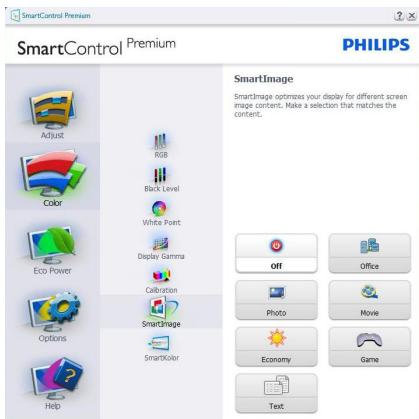 SmartControl Premium
SmartControl Premium
PHILIPS
Adjust
Color
Eco Power
Options
Help
RGB
Black Level
White Point
Display Gamma
Calibration
SmartImage
SmartKolor
SmartImage
SmartImage optimizes your display for different screen
image content. Make a selection that matches the
content.
Off
Office
Photo
Movie
Economy
Game
Text